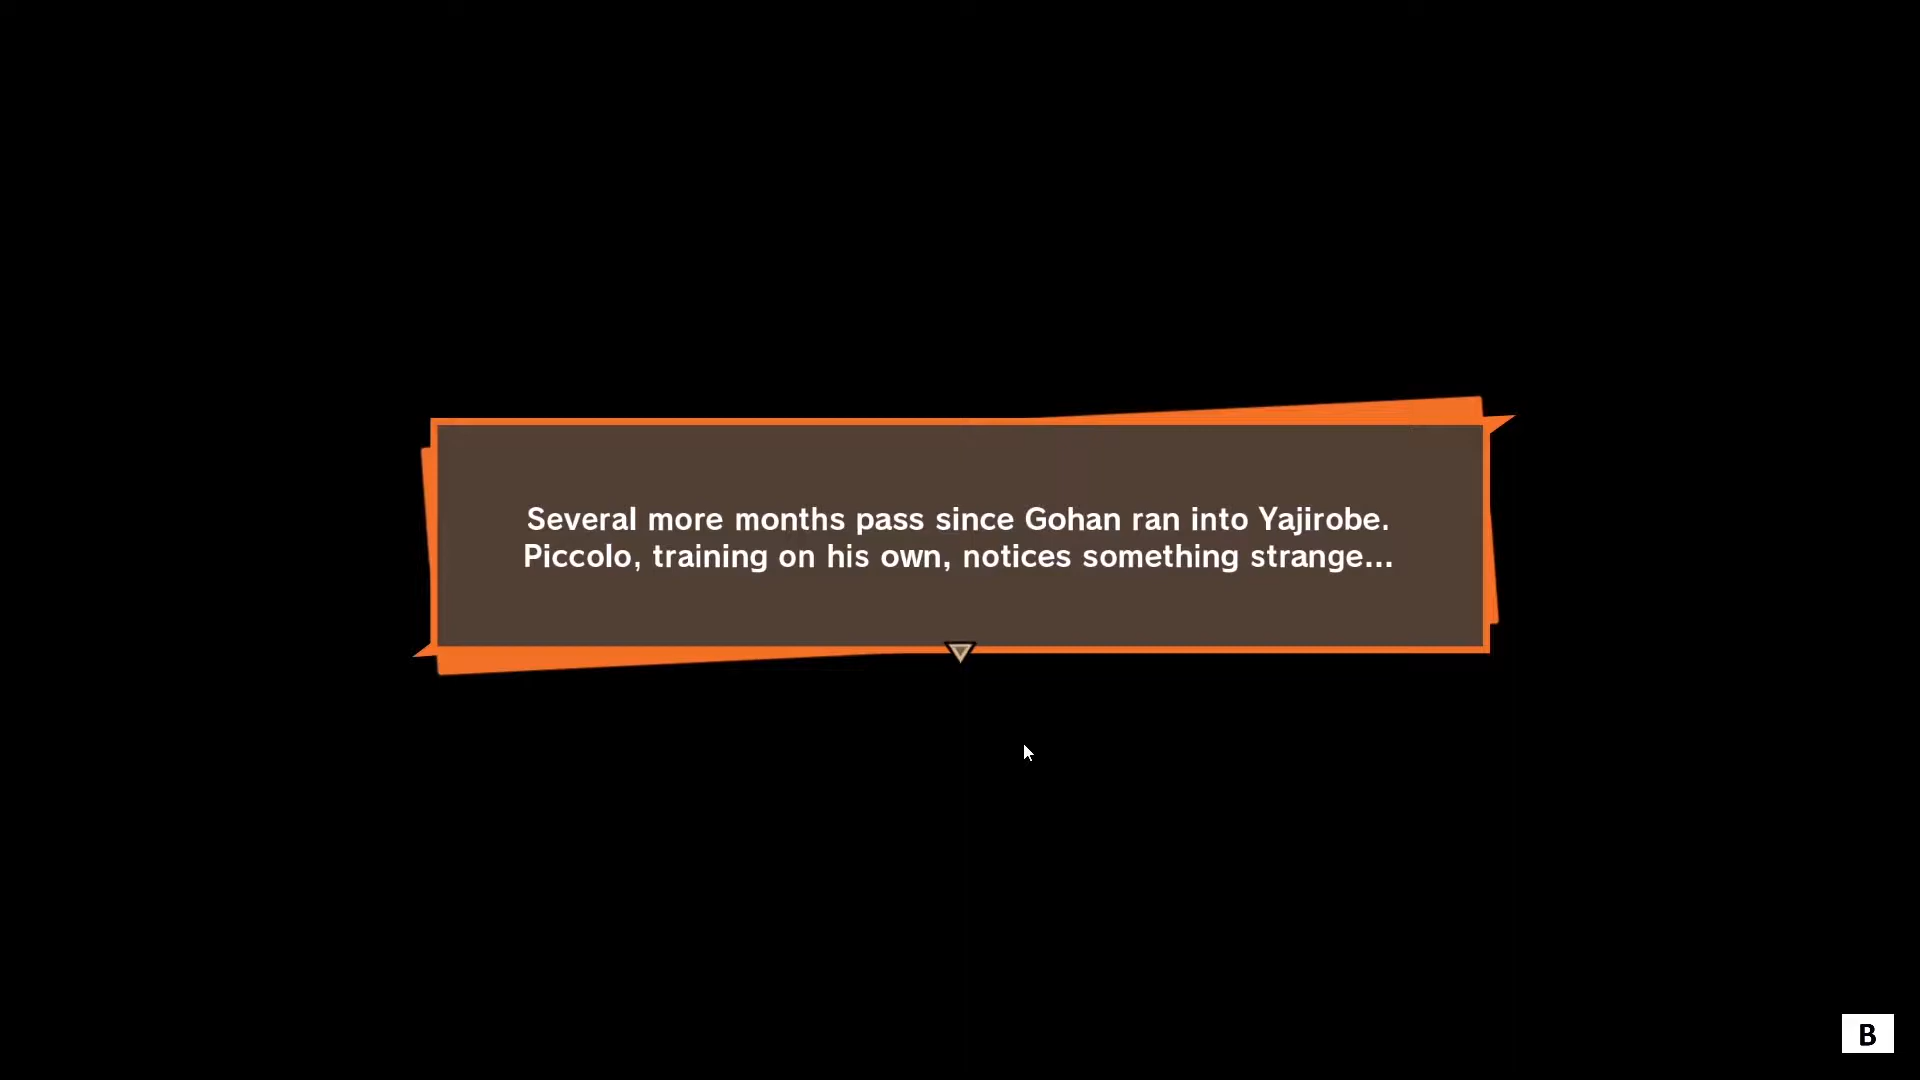 Several more months pass since Gohan ran into Yajirobe.
Piccolo, training on his own, notices something strange...
B